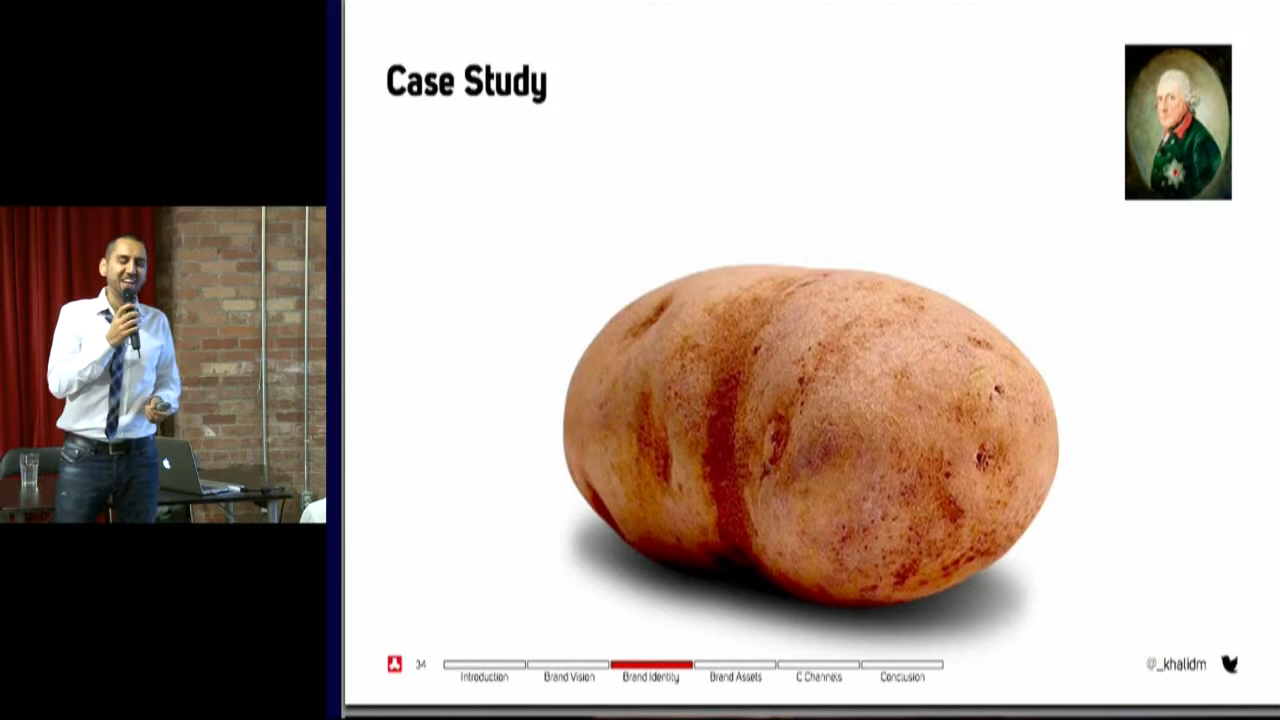 Case Study
34
Introduction
Brand Vision
Brand Identity
Brand Assets
C Channels
Conclusion
@_khalidm